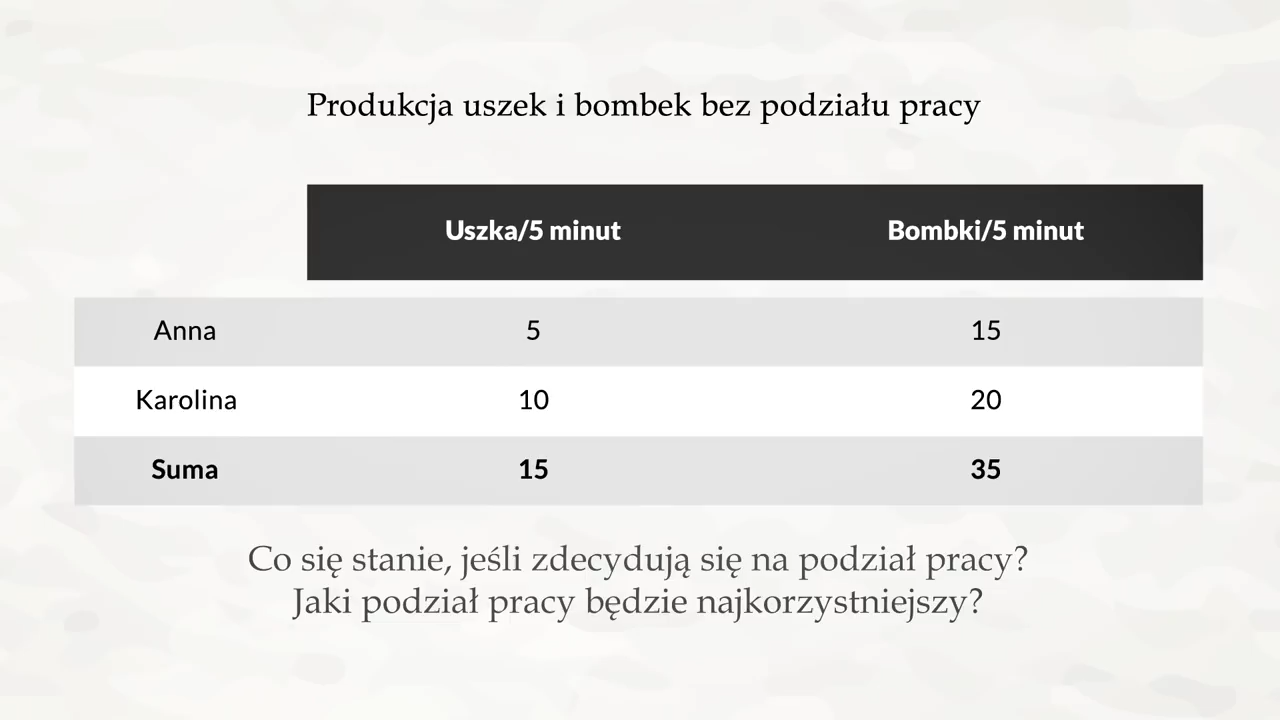 Produkcja uszek i bombek bez podziału pracy
Uszka/5 minut Bombki/5 minut
Anna 5 15
Karolina 10 20
Suma 15 35
Co się stanie, jeśli zdecydują się na podział pracy?
Jaki podział pracy będzie najkorzystniejszy?